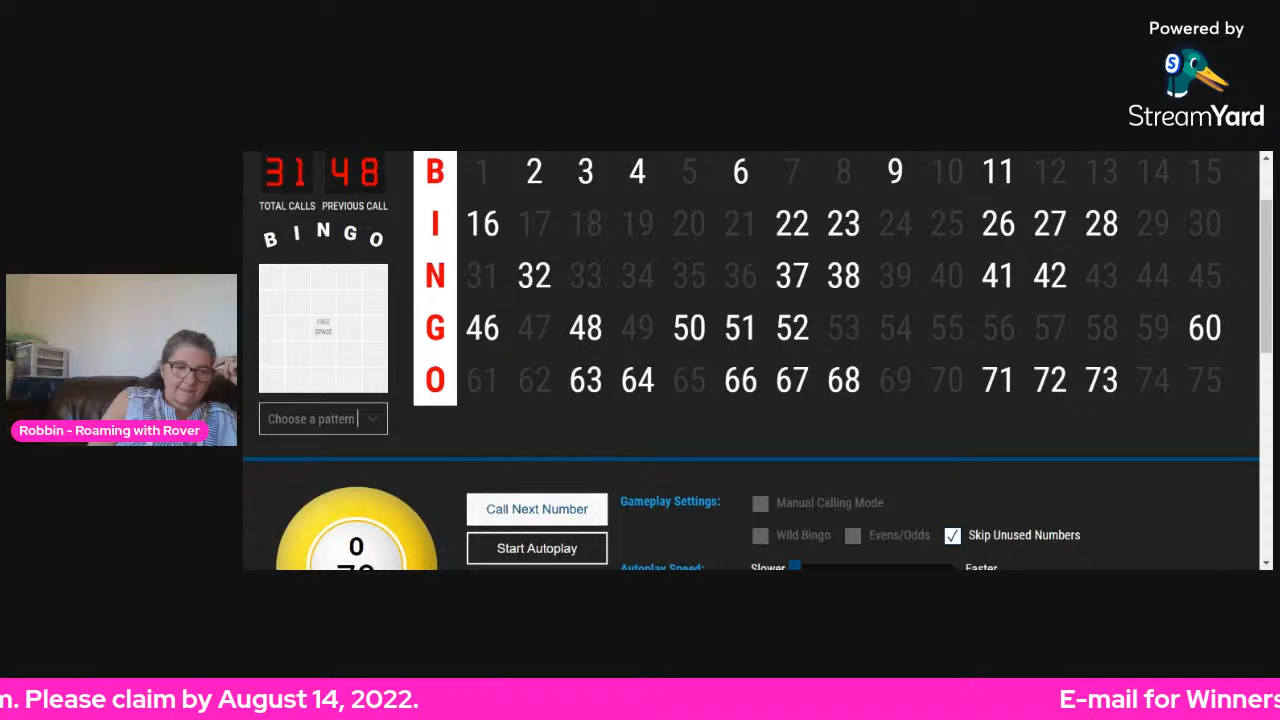 Powered by
StreamYard
31 48
TOTAL CALLS PREVIOUS CALL
BINGO
FREE
SPACE
Choose a pattern
B 1 2 3 4 5 6 7 8 9 10 11 12 13 14 15
I 16 17 18 19 20 21 22 23 24 25 26 27 28 29 30
N 31 32 33 34 35 36 37 38 39 40 41 42 43 44 45
G 46 47 48 49 50 51 52 53 54 55 56 57 58 59 60
O 61 62 63 64 65 66 67 68 69 70 71 72 73 74 75
Robbin - Roaming with Rover
O
Call Next Number
Start Autoplay
Gameplay Settings:
Manual Calling Mode
Wild Bingo Evens/Odds Skip Unused Numbers
Autoplay Speed: Slower Faster
m. Please claim by August 14, 2022. E-mail for Winners